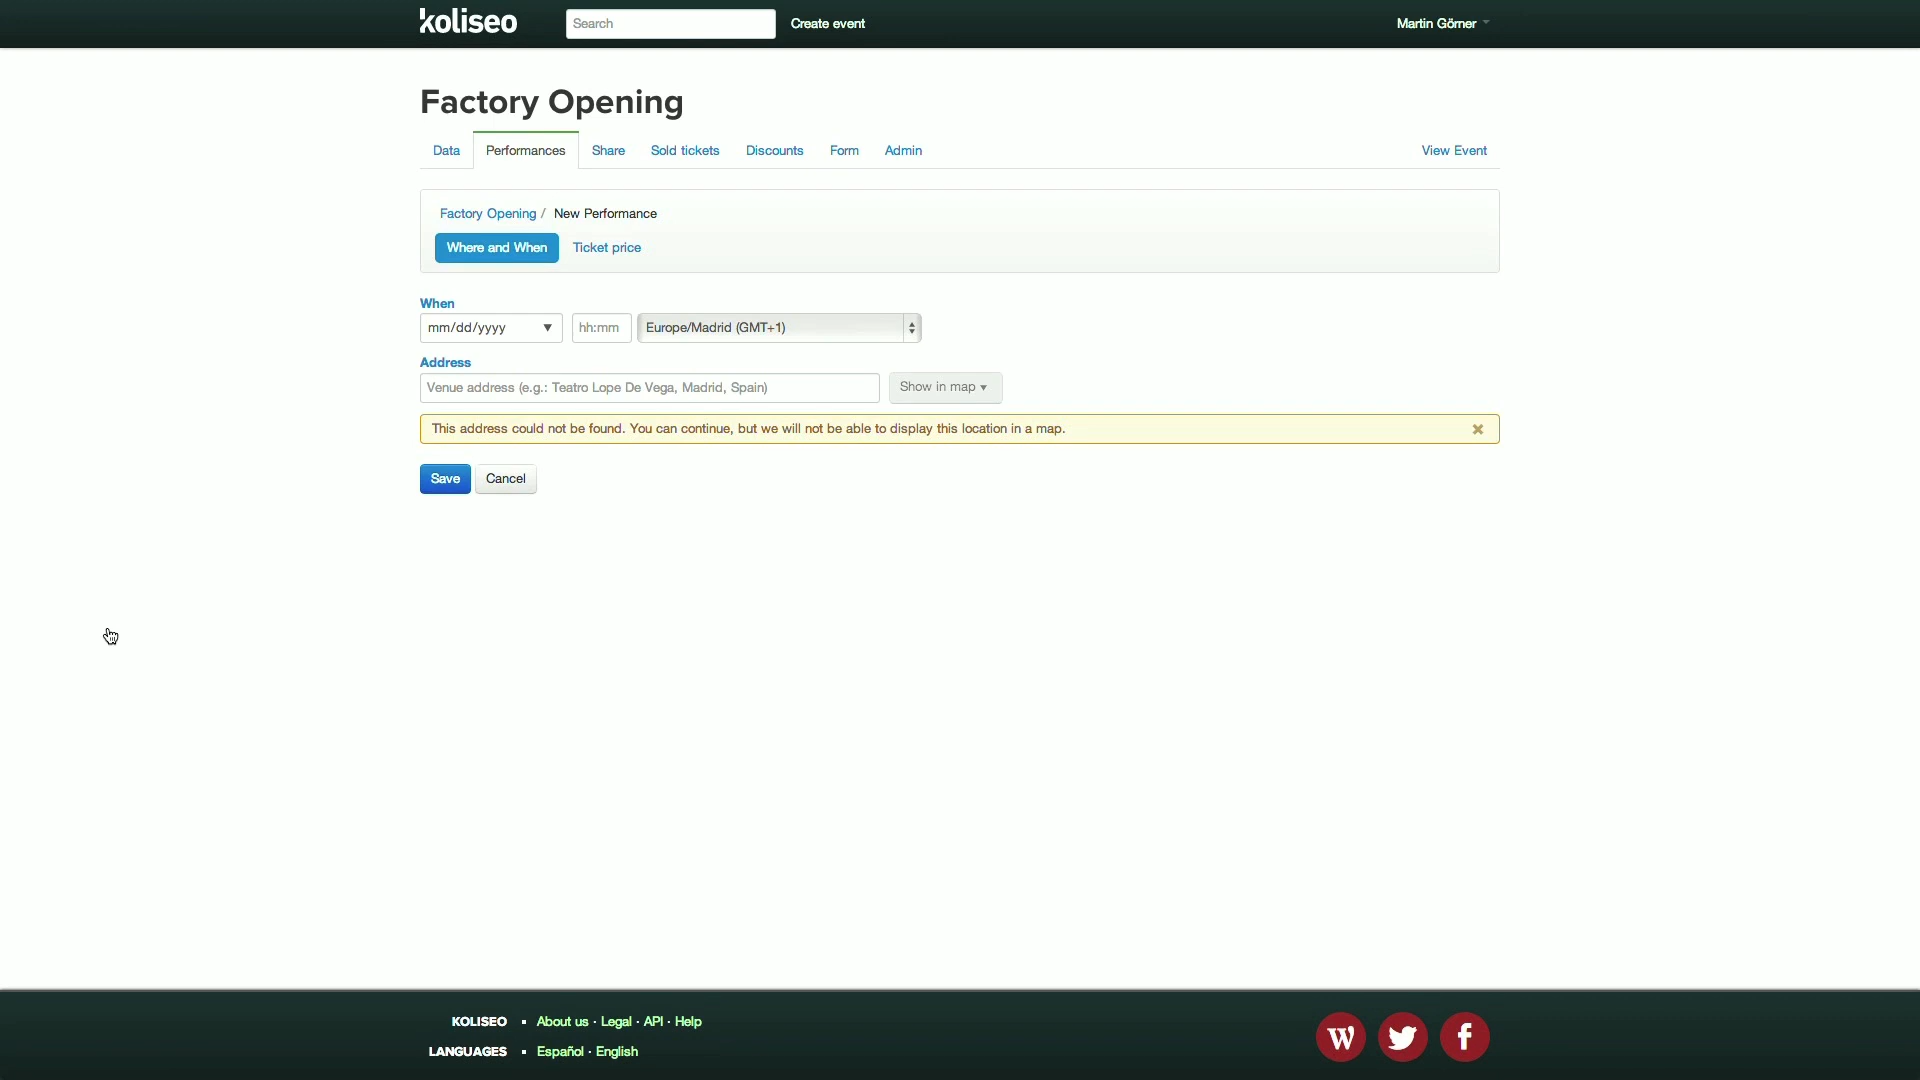 koliseo Search Create event Martin Görner
Factory Opening
Data Performances Share Sold tickets Discounts Form Admin View Event
Factory Opening / New Performance
Where and When Ticket price
When
mm/dd/yyyy hh:mm Europe/Madrid (GMT+1)
Address
Venue address (e.g.: Teatro Lope De Vega, Madrid, Spain) Show in map
This address could not be found. You can continue, but we will not be able to display this location in a map.
Save Cancel
KOLISEO ▪ About us · Legal · API · Help
LANGUAGES ▪ Español · English